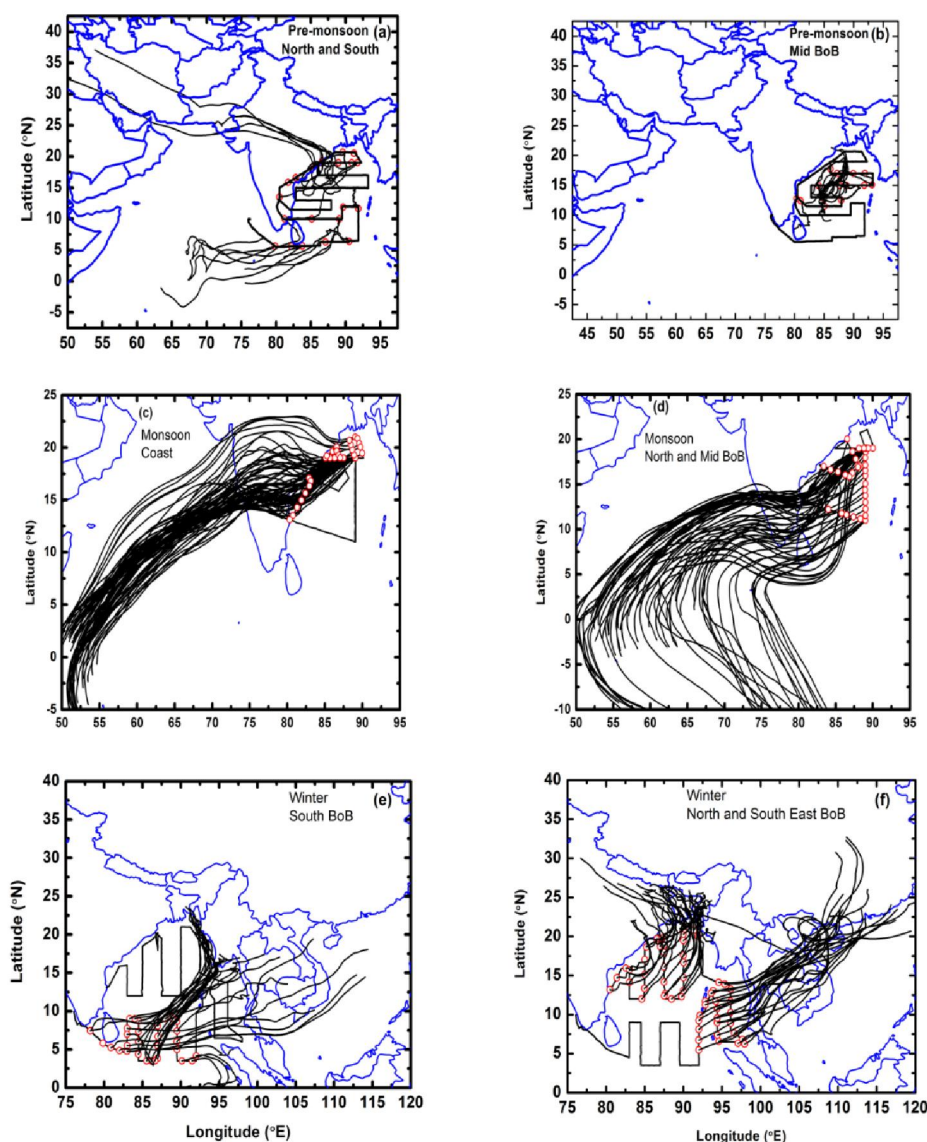 Pre-monsoon (a)
North and South
40
35
30
25
20
15
10
5
0
-5
Latitude (°N)
50 55 60 65 70 75 80 85 90 95
Pre-monsoon (b)
Mid BoB
40
35
30
25
20
15
10
5
0
-5
Latitude (°N)
45 50 55 60 65 70 75 80 85 90 95
(c)
Monsoon
Coast
25
20
15
10
5
0
-5
Latitude (°N)
50 55 60 65 70 75 80 85 90 95
(d)
Monsoon
North and Mid BoB
25
20
15
10
5
0
-5
-10
Latitude (°N)
50 55 60 65 70 75 80 85 90 95
Winter (e)
South BoB
40
35
30
25
20
15
10
5
0
Latitude (°N)
75 80 85 90 95 100 105 110 115 120
Longitude (°E)
Winter (f)
North and South East BoB
40
35
30
25
20
15
10
5
0
Latitude (°N)
75 80 85 90 95 100 105 110 115 120
Longitude (°E)